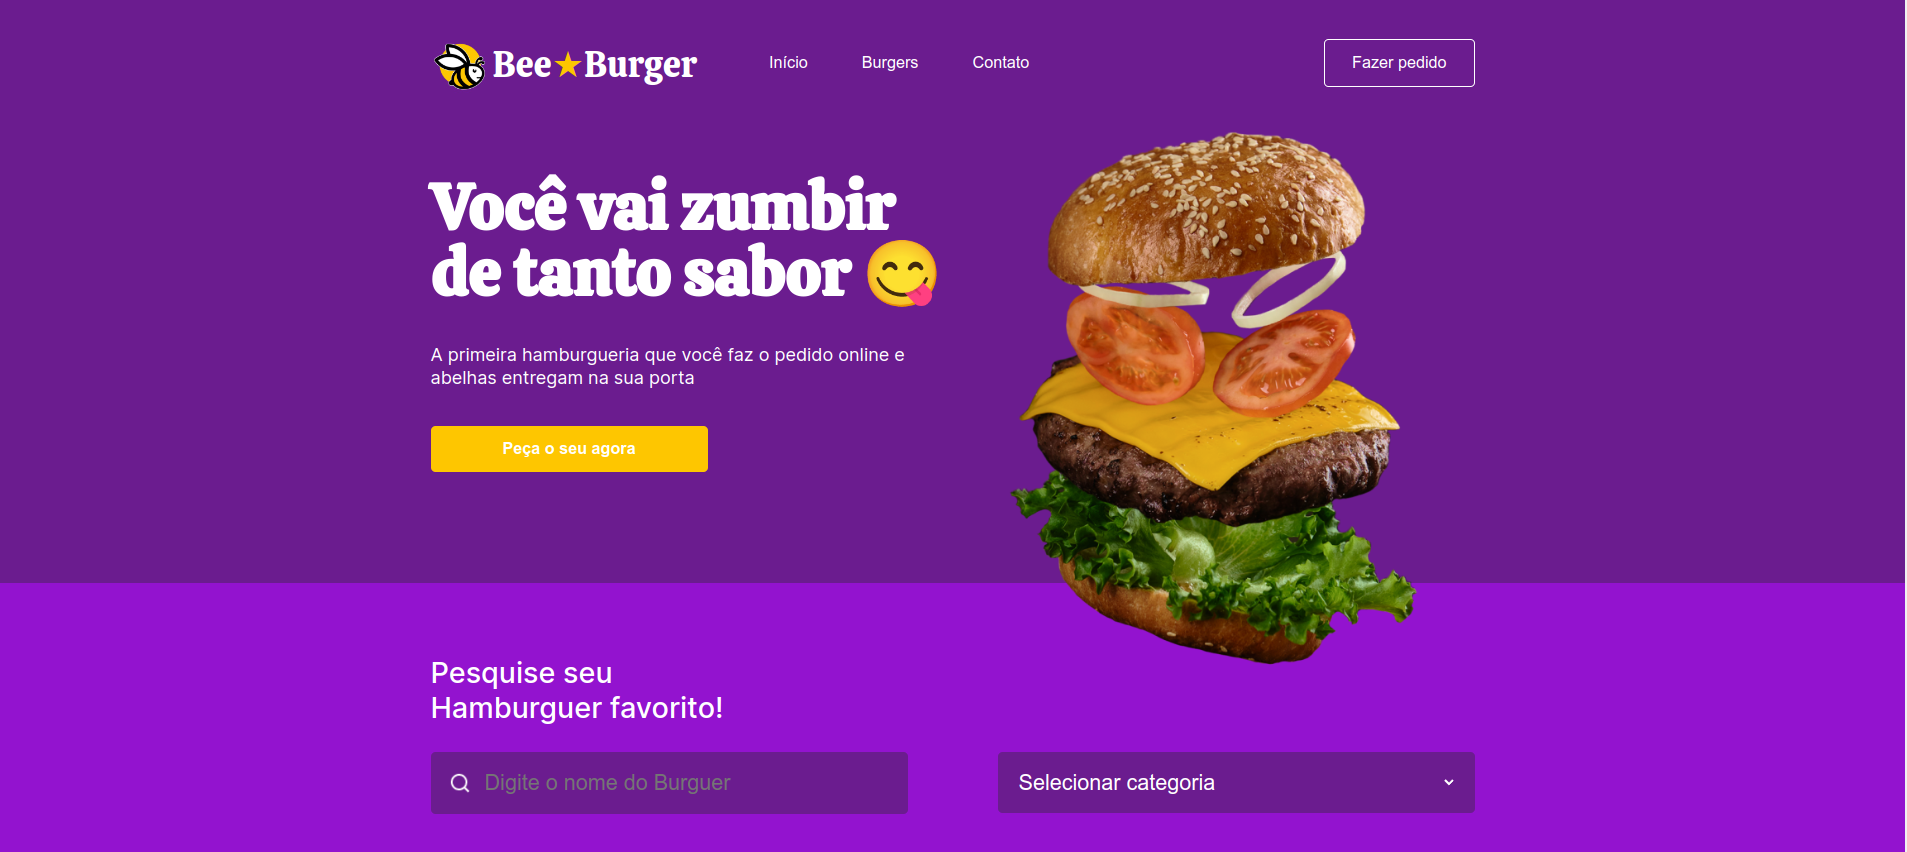 Bee★Burger
Início
Burgers
Contato
Fazer pedido
Você vai zumbir
de tanto sabor 😋
A primeira hamburgueria que você faz o pedido online e
abelhas entregam na sua porta
Peça o seu agora
Pesquise seu
Hamburguer favorito!
Digite o nome do Burguer
Selecionar categoria